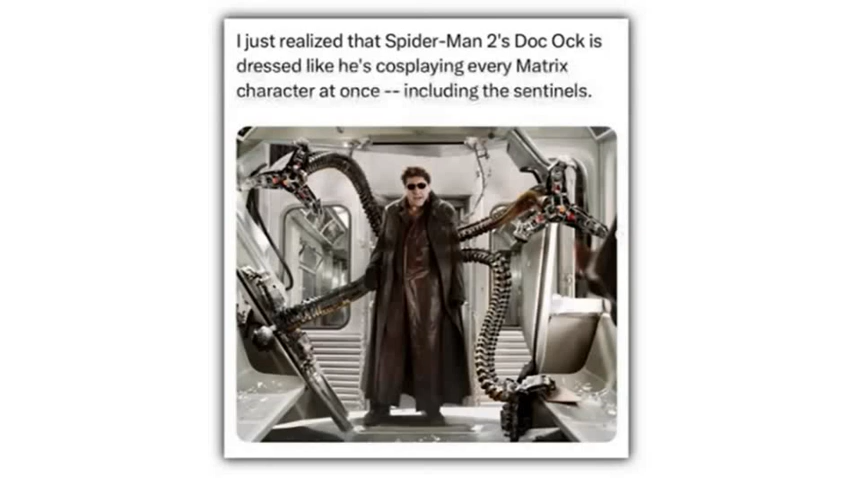 I just realized that Spider-Man 2's Doc Ock is
dressed like he's cosplaying every Matrix
character at once -- including the sentinels.